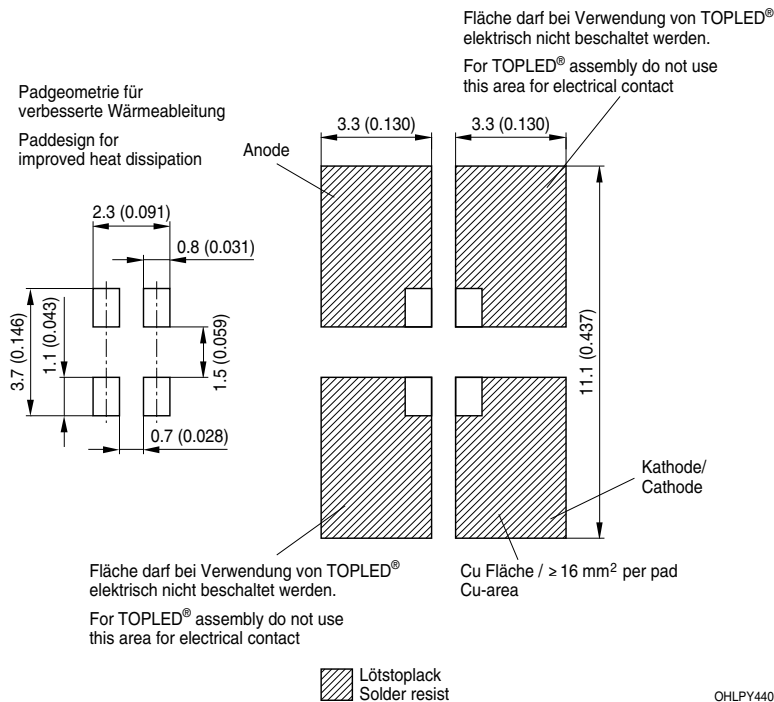 Fläche darf bei Verwendung von TOPLED®
elektrisch nicht beschaltet werden.
For TOPLED® assembly do not use
this area for electrical contact
Padgeometrie für
verbesserte Wärmeableitung
Paddesign for
improved heat dissipation
Anode
3.3 (0.130)
3.3 (0.130)
2.3 (0.091)
0.8 (0.031)
3.7 (0.146)
1.1 (0.043)
1.5 (0.059)
0.7 (0.028)
11.1 (0.437)
Kathode/
Cathode
Fläche darf bei Verwendung von TOPLED®
elektrisch nicht beschaltet werden.
For TOPLED® assembly do not use
this area for electrical contact
Cu Fläche / ≥ 16 mm² per pad
Cu-area
Lötstoplack
Solder resist
OHLPY440